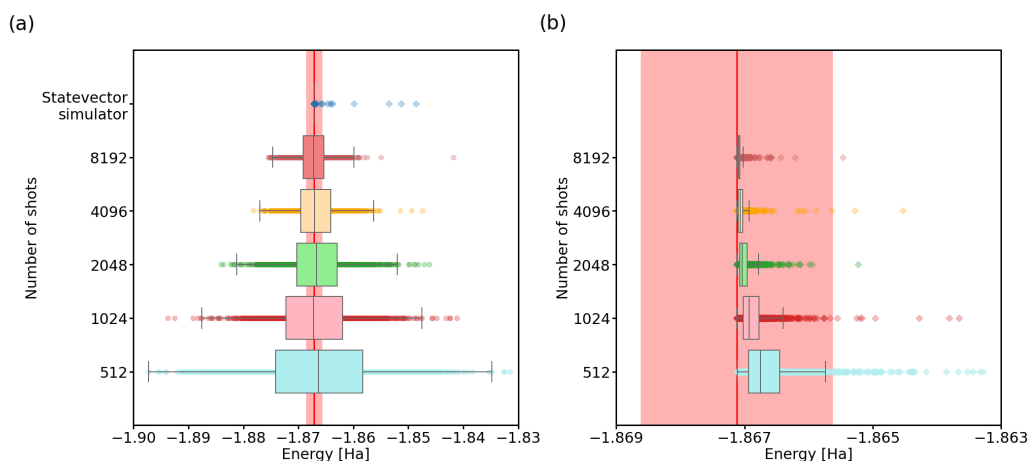 (a)
Statevector
simulator
8192
4096
2048
1024
512
Number of shots
−1.90
−1.89
−1.88
−1.87
−1.86
−1.85
−1.84
−1.83
Energy [Ha]
(b)
8192
4096
2048
1024
512
Number of shots
−1.869
−1.867
−1.865
−1.863
Energy [Ha]